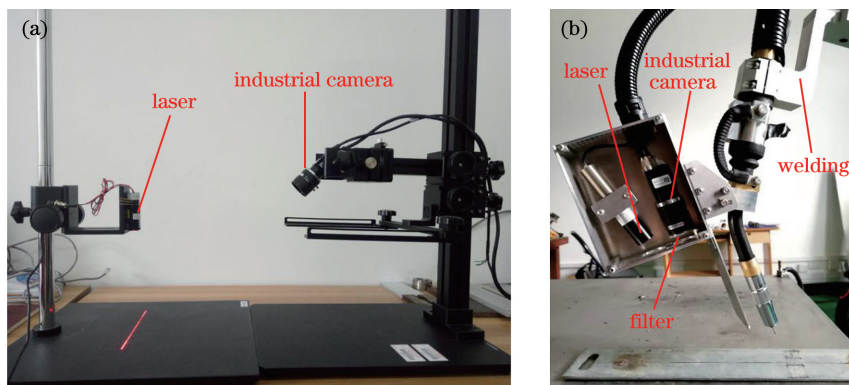 (a)
industrial camera
laser
(b)
industrial
camera
laser
welding
filter